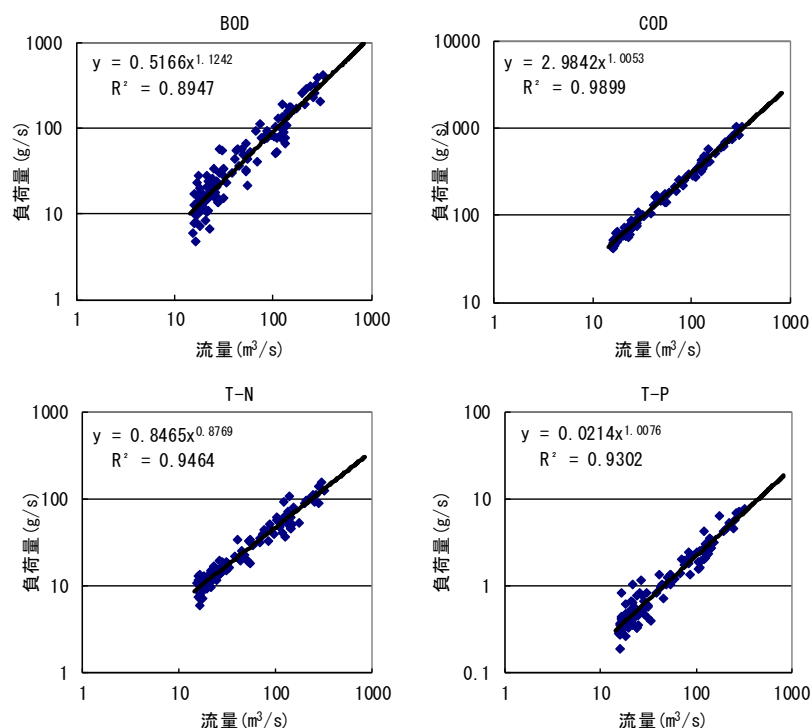 BOD
1000
100
10
1
y = 0.5166x^1.1242
R² = 0.8947
負荷量(g/s)
1 10 100 1000
流量(m³/s)
COD
10000
1000
100
10
y = 2.9842x^1.0053
R² = 0.9899
負荷量(g/s)
1 10 100 1000
流量(m³/s)
T-N
1000
100
10
1
y = 0.8465x^0.8769
R² = 0.9464
負荷量(g/s)
1 10 100 1000
流量(m³/s)
T-P
100
10
1
0.1
y = 0.0214x^1.0076
R² = 0.9302
負荷量(g/s)
1 10 100 1000
流量(m³/s)